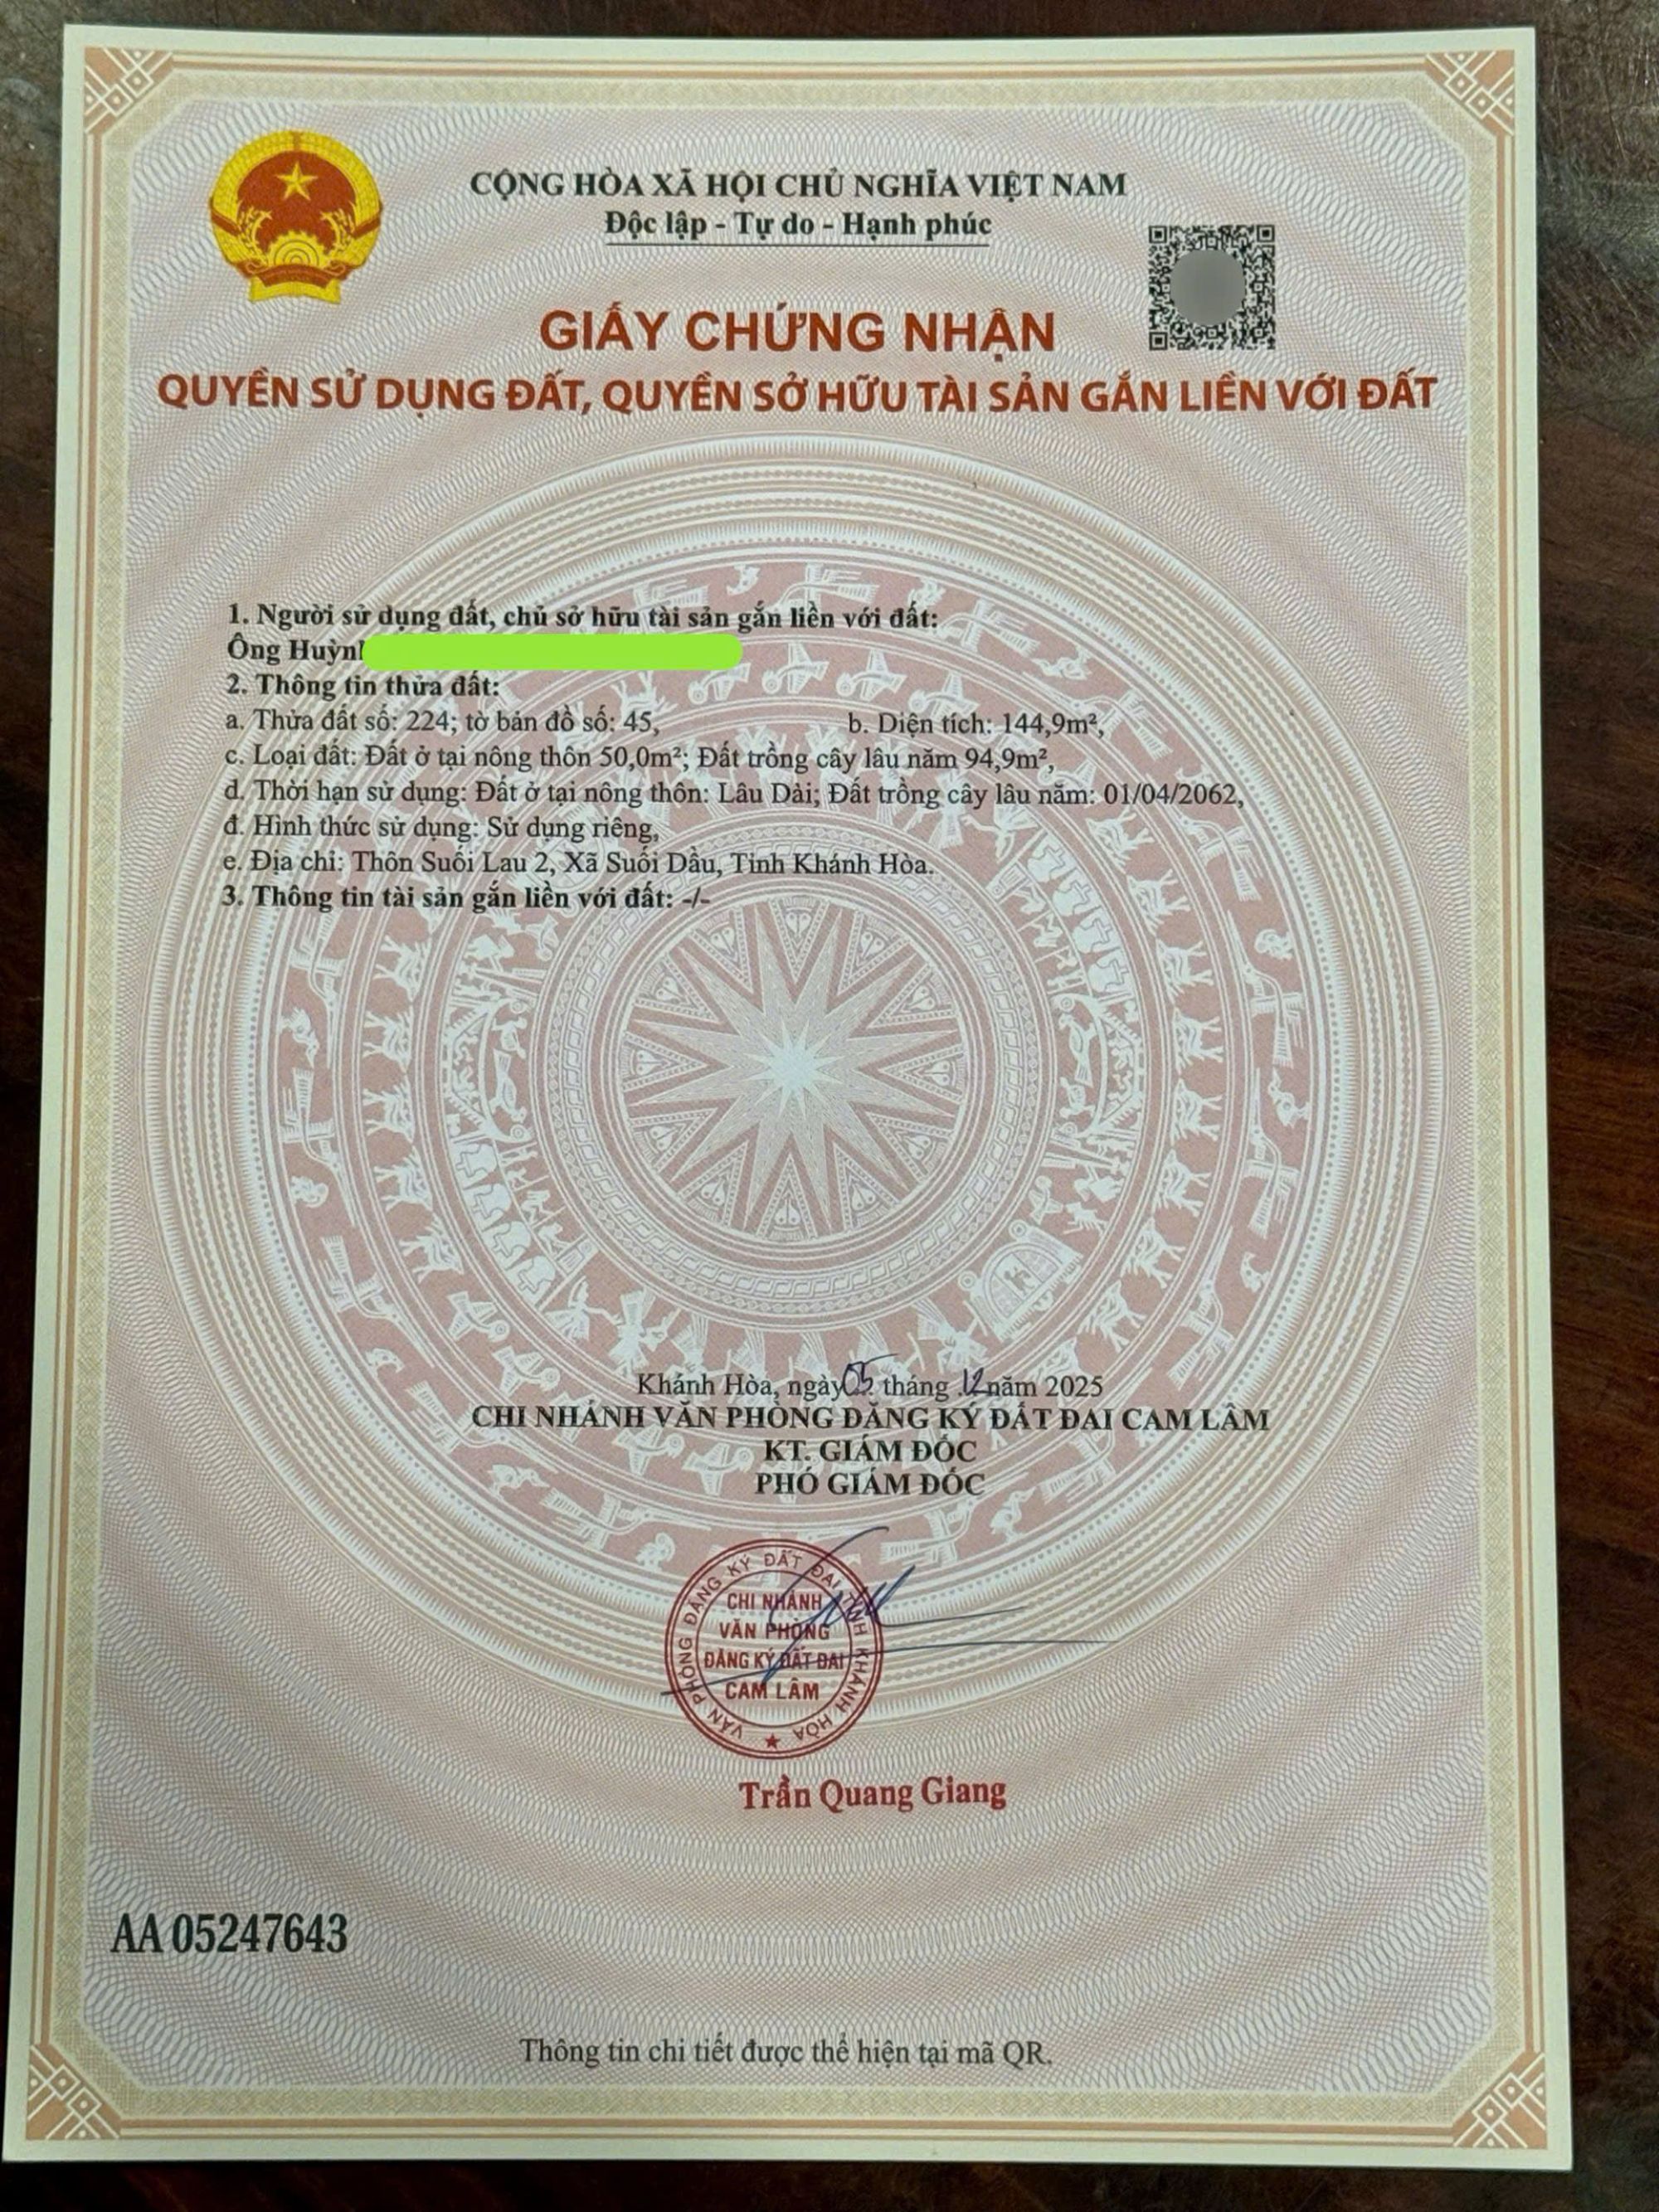 CỘNG HÒA XÃ HỘI CHỦ NGHĨA VIỆT NAM
Độc lập - Tự do - Hạnh phúc
GIẤY CHỨNG NHẬN
QUYỀN SỬ DỤNG ĐẤT, QUYỀN SỞ HỮU TÀI SẢN GẮN LIỀN VỚI ĐẤT
1. Người sử dụng đất, chủ sở hữu tài sản gắn liền với đất:
Ông
2. Thông tin thửa đất:
a. Thửa đất số: 224; tờ bản đồ số: 45, b. Diện tích: 144,9m²,
c. Loại đất: Đất ở tại nông thôn 50,0m²; Đất trồng cây lâu năm 94,9m²,
d. Thời hạn sử dụng: Đất ở tại nông thôn: Lâu Dài; Đất trồng cây lâu năm: 01/04/2062,
đ. Hình thức sử dụng: Sử dụng riêng,
e. Địa chỉ: Thôn Suối Lau 2, Xã Suối Dầu, Tỉnh Khánh Hòa.
3. Thông tin tài sản gắn liền với đất: -/-
Khánh Hòa, ngày 05 tháng 12 năm 2025
CHI NHÁNH VĂN PHÒNG ĐĂNG KÝ ĐẤT ĐAI CAM LÂM
KT. GIÁM ĐỐC
PHÓ GIÁM ĐỐC
VĂN PHÒNG ĐĂNG KÝ ĐẤT ĐAI TỈNH KHÁNH HÒA
CHI NHÁNH
VĂN PHÒNG
ĐĂNG KÝ ĐẤT ĐAI
CAM LÂM
Trần Quang Giang
AA 05247643
Thông tin chi tiết được thể hiện tại mã QR.